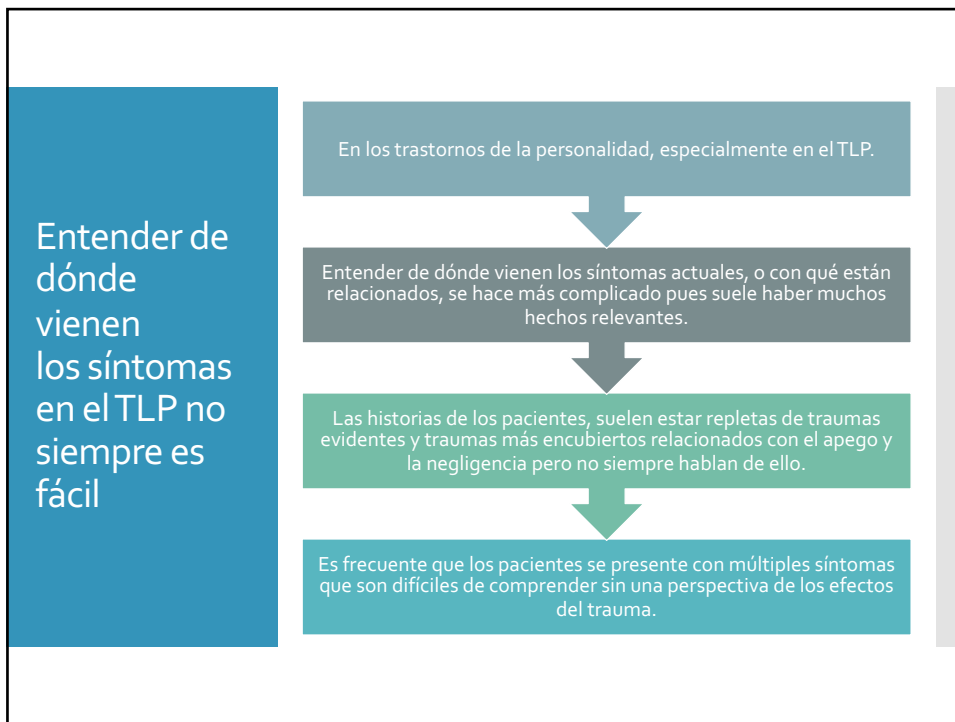 Entender de
dónde
vienen
los síntomas
en el TLP no
siempre es
fácil
En los trastornos de la personalidad, especialmente en el TLP.
Entender de dónde vienen los síntomas actuales, o con qué están
relacionados, se hace más complicado pues suele haber muchos
hechos relevantes.
Las historias de los pacientes, suelen estar repletas de traumas
evidentes y traumas más encubiertos relacionados con el apego y
la negligencia pero no siempre hablan de ello.
Es frecuente que los pacientes se presente con múltiples síntomas
que son difíciles de comprender sin una perspectiva de los efectos
del trauma.